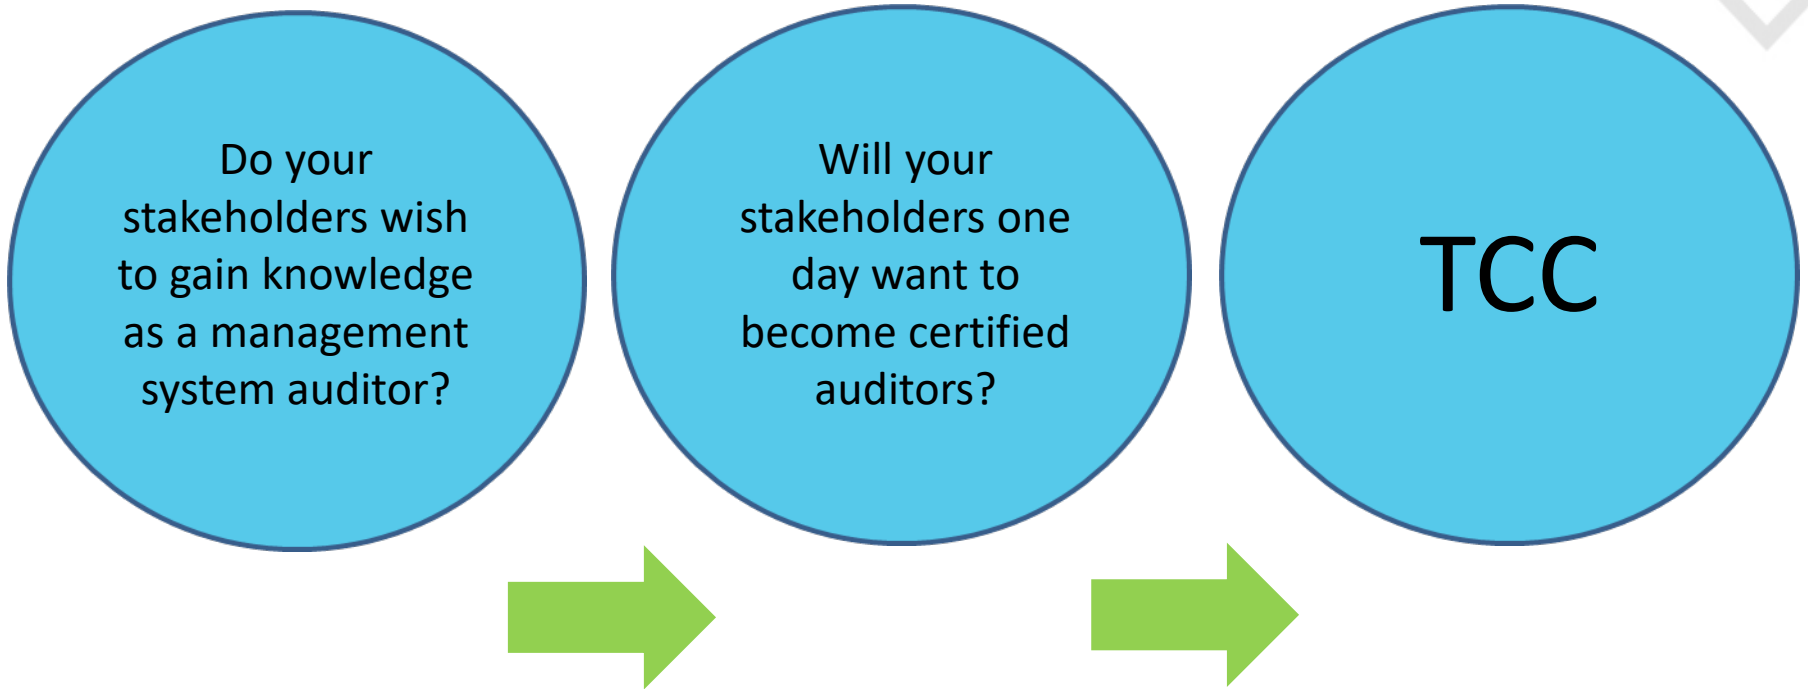 Do your
stakeholders wish
to gain knowledge
as a management
system auditor?
Will your
stakeholders one
day want to
become certified
auditors?
TCC